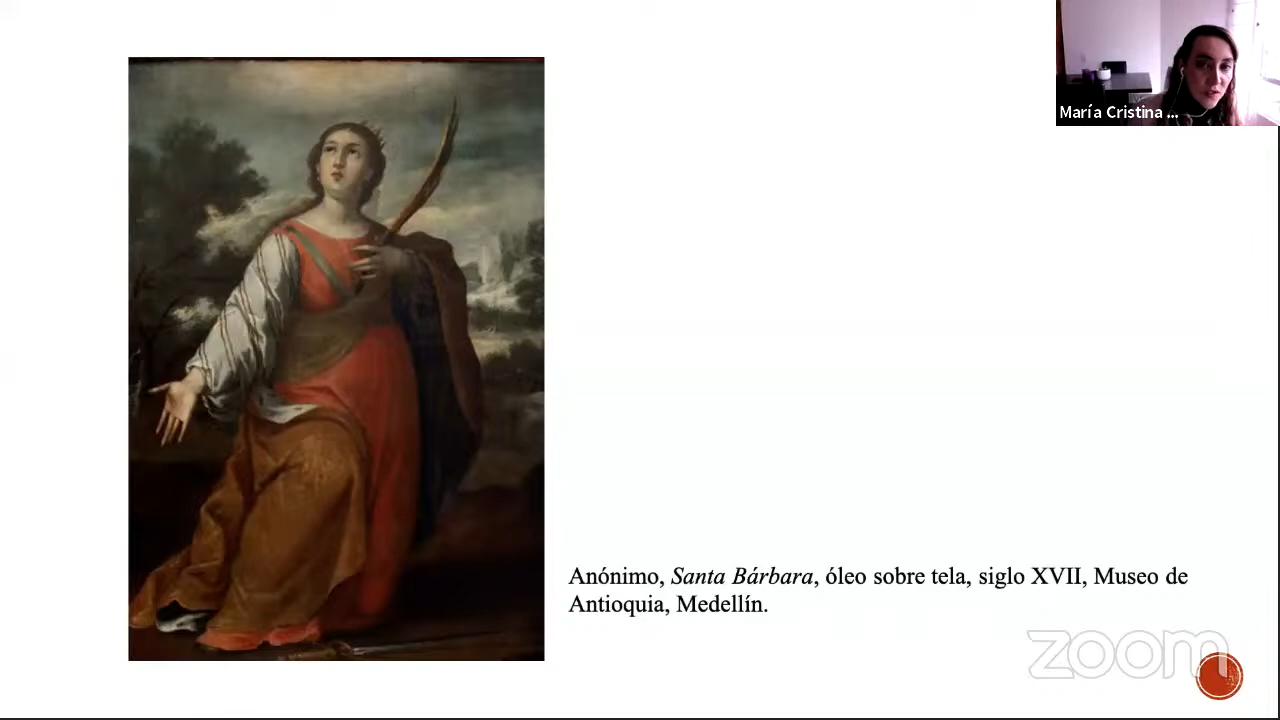 María Cristina ...
Anónimo, Santa Bárbara, óleo sobre tela, siglo XVII, Museo de
Antioquia, Medellín.
zoom